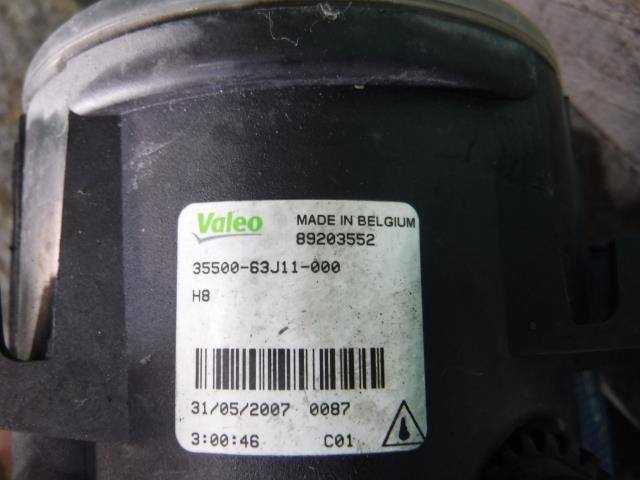 Valeo MADE IN BELGIUM
89203552
35500-63J11-000
H8
31/05/2007 0087
3:00:46 C01